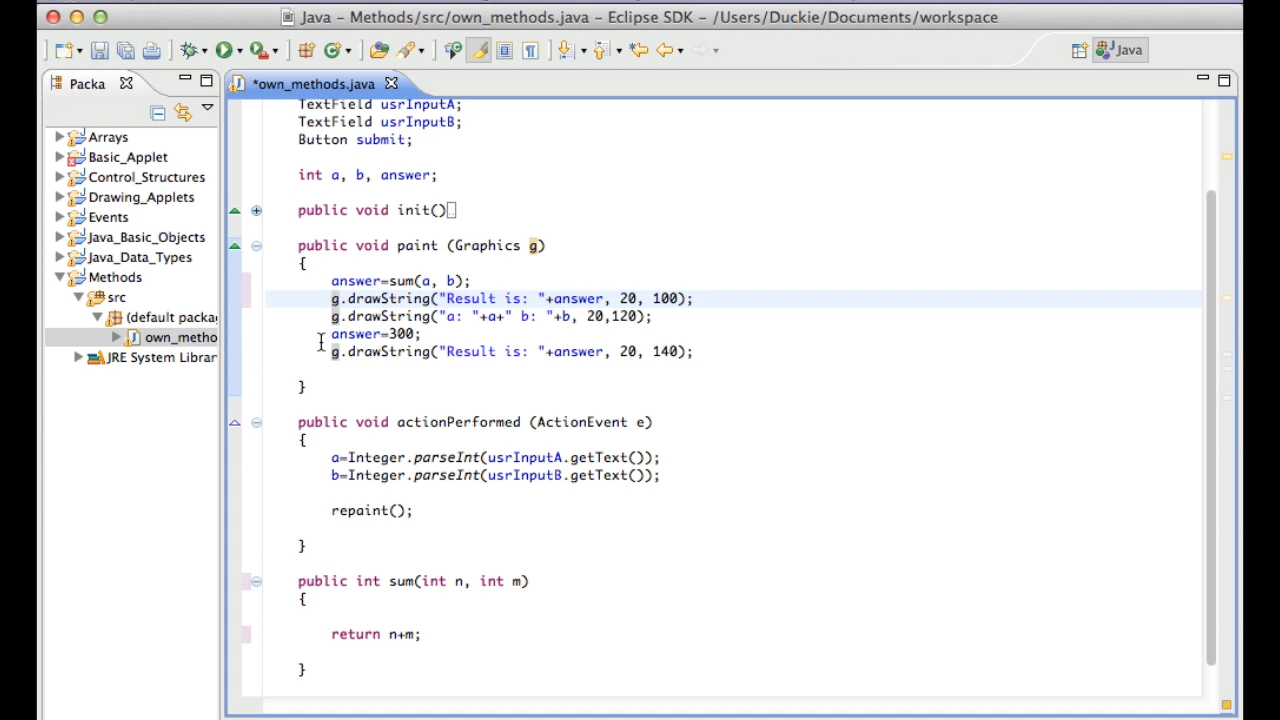 Java – Methods/src/own_methods.java – Eclipse SDK – /Users/Duckie/Documents/workspace
Java
Packa
*own_methods.java
Arrays
Basic_Applet
Control_Structures
Drawing_Applets
Events
Java_Basic_Objects
Java_Data_Types
Methods
src
(default packa
own_metho
JRE System Librar
TextField usrInputA;
TextField usrInputB;
Button submit;
int a, b, answer;
public void init()
public void paint (Graphics g)
{
answer=sum(a, b);
g.drawString("Result is: "+answer, 20, 100);
g.drawString("a: "+a+" b: "+b, 20,120);
answer=300;
g.drawString("Result is: "+answer, 20, 140);
}
public void actionPerformed (ActionEvent e)
{
a=Integer.parseInt(usrInputA.getText());
b=Integer.parseInt(usrInputB.getText());
repaint();
}
public int sum(int n, int m)
{
return n+m;
}